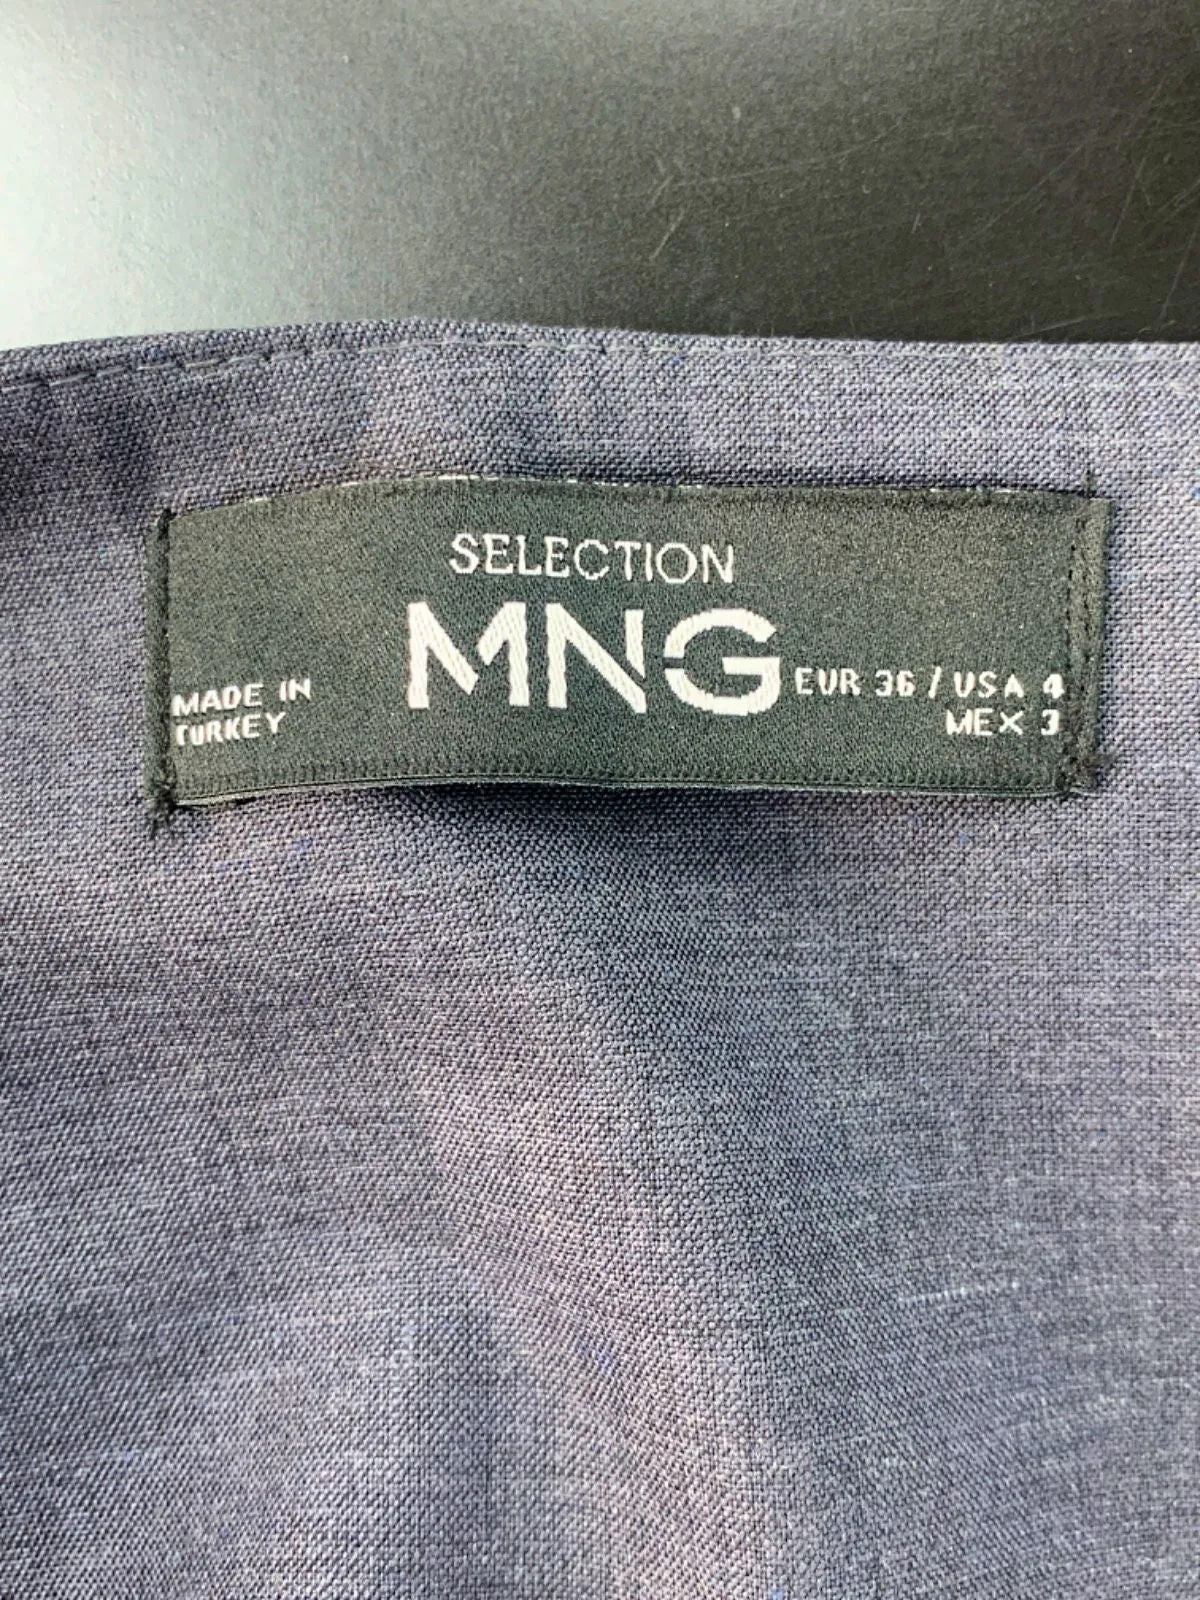 SELECTION
MNG
MADE IN
TURKEY
EUR 36 / USA 4
MEX 3